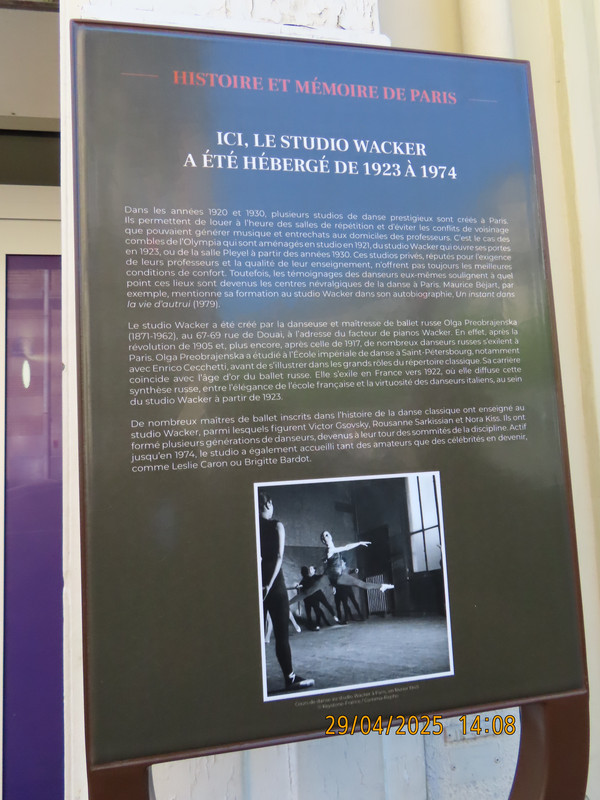 HISTOIRE ET MÉMOIRE DE PARIS
ICI, LE STUDIO WACKER
A ÉTÉ HÉBERGÉ DE 1923 À 1974
Dans les années 1920 et 1930, plusieurs studios de danse prestigieux sont créés à Paris.
Ils permettent de louer à l'heure des salles de répétition et d'éviter les conflits de voisinage
que pouvaient générer musique et entrechats aux domiciles des professeurs. C'est le cas des
combles de l'Olympia qui sont aménagés en studio en 1921, du studio Wacker qui ouvre ses portes
en 1923, ou de la salle Pleyel à partir des années 1930. Ces studios privés, réputés pour l'exigence
de leurs professeurs et la qualité de leur enseignement, n'offrent pas toujours les meilleures
conditions de confort. Toutefois, les témoignages des danseurs eux-mêmes soulignent à quel
point ces lieux sont devenus les centres névralgiques de la danse à Paris. Maurice Béjart, par
exemple, mentionne sa formation au studio Wacker dans son autobiographie, Un instant dans
la vie d'autrui (1979).
Le studio Wacker a été créé par la danseuse et maîtresse de ballet russe Olga Preobrajenska
(1871-1962), au 67-69 rue de Douai, à l'adresse du facteur de pianos Wacker. En effet, après la
révolution de 1905 et, plus encore, après celle de 1917, de nombreux danseurs russes s'exilent à
Paris. Olga Preobrajenska a étudié à l'École impériale de danse à Saint-Pétersbourg, notamment
avec Enrico Cecchetti, avant de s'illustrer dans les grands rôles du répertoire classique. Sa carrière
coïncide avec l'âge d'or du ballet russe. Elle s'exile en France vers 1922, où elle diffuse cette
synthèse russe, entre l'élégance de l'école française et la virtuosité des danseurs italiens, au sein
du studio Wacker à partir de 1923.
De nombreux maîtres de ballet inscrits dans l'histoire de la danse classique ont enseigné au
studio Wacker, parmi lesquels figurent Victor Gsovsky, Rousanne Sarkissian et Nora Kiss. Ils ont
formé plusieurs générations de danseurs, devenus à leur tour des sommités de la discipline. Actif
jusqu'en 1974, le studio a également accueilli tant des amateurs que des célébrités en devenir,
comme Leslie Caron ou Brigitte Bardot.
Cours de danse au Studio Wacker à Paris,
© Keystone-France / Gamma-Rapho
29/04/2025 14:08